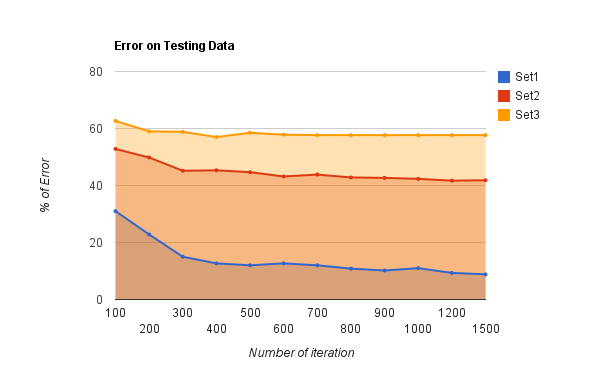 Error on Testing Data
80
60
40
20
0
% of Error
100 300 500 700 900 1200
200 400 600 800 1000 1500
Number of iteration
Set1
Set2
Set3